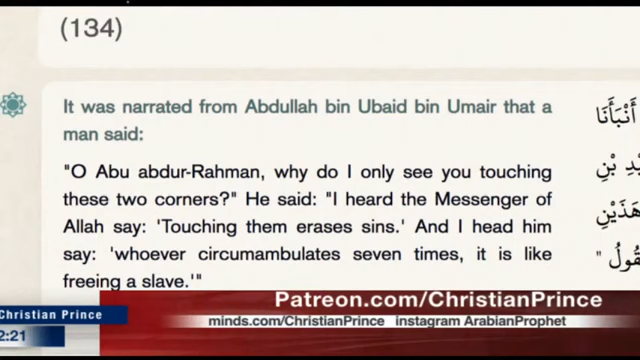 (134)
It was narrated from Abdullah bin Ubaid bin Umair that a
man said:
"O Abu abdur-Rahman, why do I only see you touching
these two corners?" He said: "I heard the Messenger of
Allah say: 'Touching them erases sins.' And I head him
say: 'whoever circumambulates seven times, it is like
freeing a slave.'"
أَنْبَأَنَا
هَذَيْنِ
Patreon.com/ChristianPrince
Christian Prince
minds.com/ChristianPrince instagram ArabianProphet
2:21